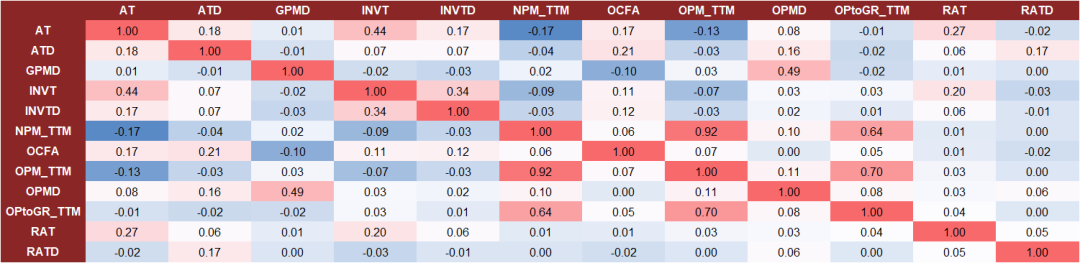 AT ATD GPMD INVT INVTD NPM_TTM OCFA OPM_TTM OPMD OPtoGR_TTM RAT RATD
AT 1.00 0.18 0.01 0.44 0.17 -0.17 0.17 -0.13 0.08 -0.01 0.27 -0.02
ATD 0.18 1.00 -0.01 0.07 0.07 -0.04 0.21 -0.03 0.16 -0.02 0.06 0.17
GPMD 0.01 -0.01 1.00 -0.02 -0.03 0.02 -0.10 0.03 0.49 -0.02 0.01 0.00
INVT 0.44 0.07 -0.02 1.00 0.34 -0.09 0.11 -0.07 0.03 0.03 0.20 -0.03
INVTD 0.17 0.07 -0.03 0.34 1.00 -0.03 0.12 -0.03 0.02 0.01 0.06 -0.01
NPM_TTM -0.17 -0.04 0.02 -0.09 -0.03 1.00 0.06 0.92 0.10 0.64 0.01 0.00
OCFA 0.17 0.21 -0.10 0.11 0.12 0.06 1.00 0.07 0.00 0.05 0.01 -0.02
OPM_TTM -0.13 -0.03 0.03 -0.07 -0.03 0.92 0.07 1.00 0.11 0.70 0.03 0.00
OPMD 0.08 0.16 0.49 0.03 0.02 0.10 0.00 0.11 1.00 0.08 0.03 0.06
OPtoGR_TTM -0.01 -0.02 -0.02 0.03 0.01 0.64 0.05 0.70 0.08 1.00 0.04 0.00
RAT 0.27 0.06 0.01 0.20 0.06 0.01 0.01 0.03 0.03 0.04 1.00 0.05
RATD -0.02 0.17 0.00 -0.03 -0.01 0.00 -0.02 0.00 0.06 0.00 0.05 1.00